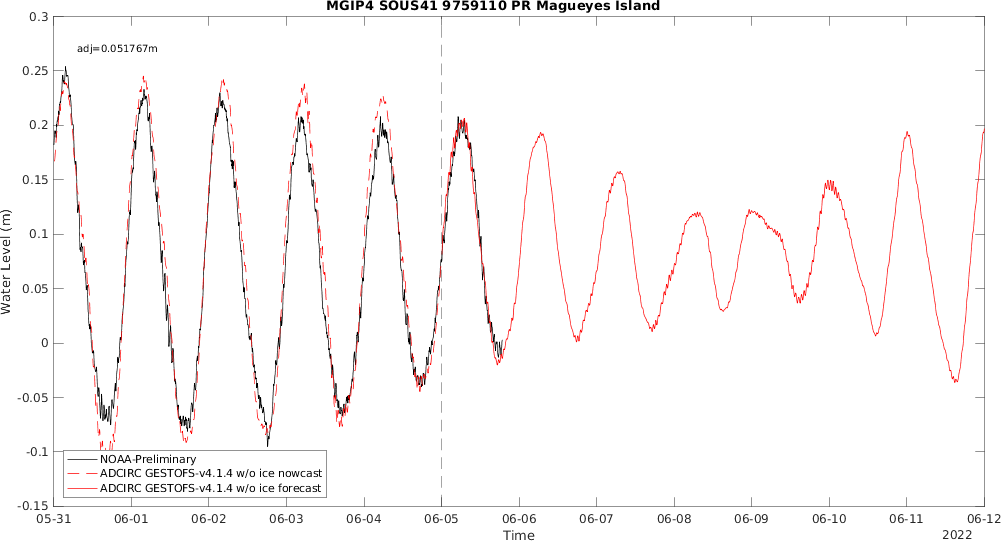 MGIP4 SOUS41 9759110 PR Magueyes Island
adj=0.051767m
0.3
0.25
0.2
0.15
0.1
0.05
0
-0.05
-0.1
-0.15
Water Level (m)
NOAA-Preliminary
ADCIRC GESTOFS-v4.1.4 w/o ice nowcast
ADCIRC GESTOFS-v4.1.4 w/o ice forecast
05-31 06-01 06-02 06-03 06-04 06-05 06-06 06-07 06-08 06-09 06-10 06-11 06-12
Time
2022